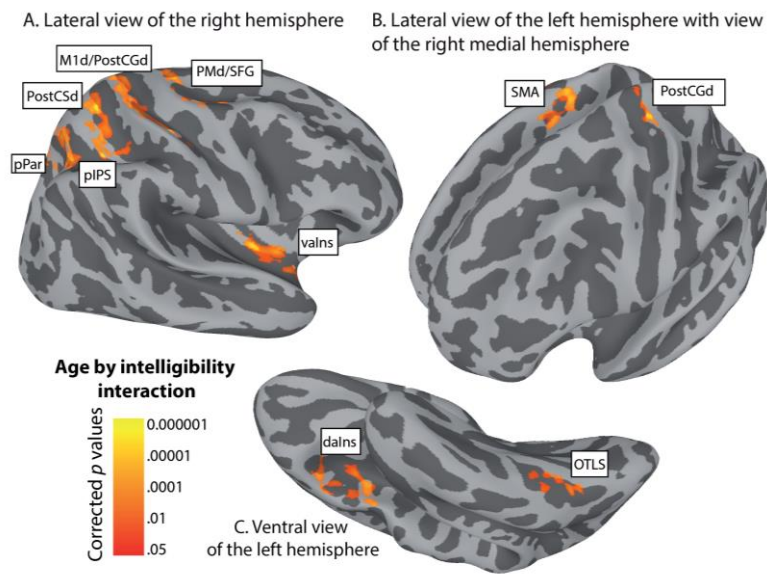 A. Lateral view of the right hemisphere
B. Lateral view of the left hemisphere with view
of the right medial hemisphere
M1d/PostCGd
PMd/SFG
PostCSd
pPar
pIPS
vaIns
SMA
PostCGd
Age by intelligibility
interaction
Corrected p values
0.000001
.00001
.0001
.01
.05
daIns
OTLS
C. Ventral view
of the left hemisphere